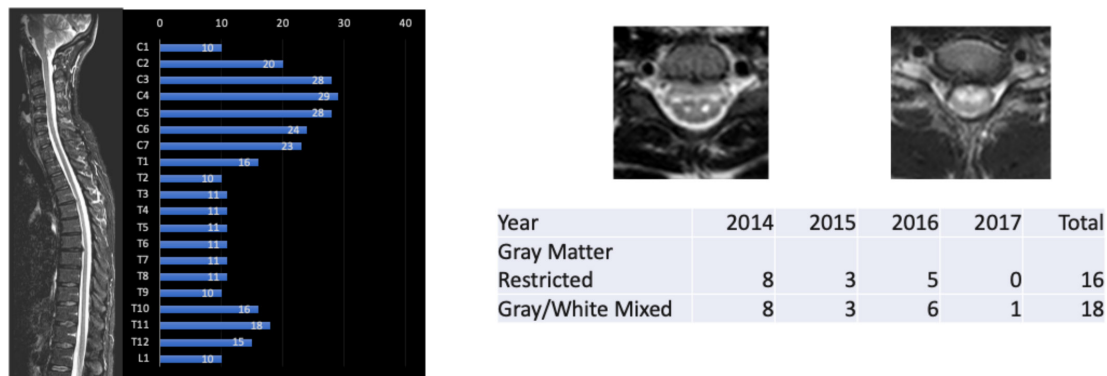 0 10 20 30 40
C1 10
C2 20
C3 28
C4 29
C5 28
C6 24
C7 23
T1 16
T2 10
T3 11
T4 11
T5 11
T6 11
T7 11
T8 11
T9 10
T10 16
T11 18
T12 15
L1 10
Year 2014 2015 2016 2017 Total
Gray Matter
Restricted 8 3 5 0 16
Gray/White Mixed 8 3 6 1 18